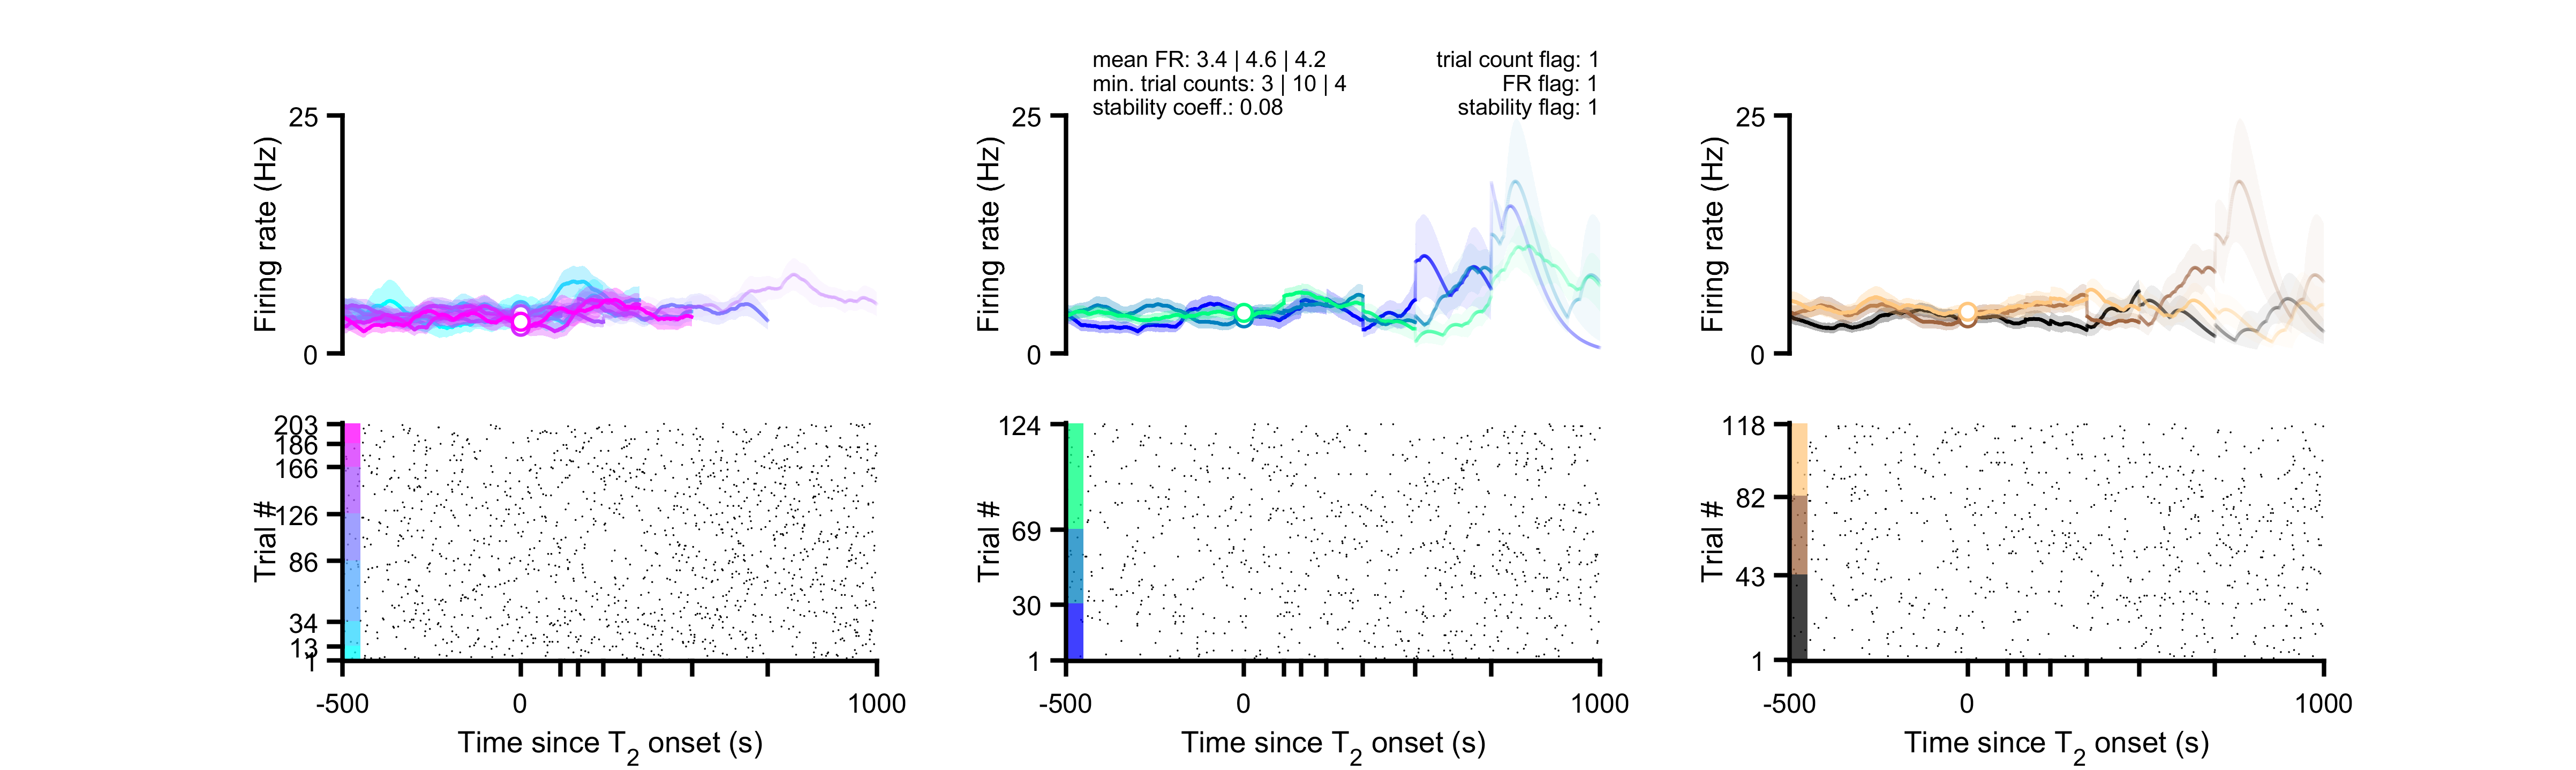 mean FR: 3.4 | 4.6 | 4.2
trial count flag: 1
min. trial counts: 3 | 10 | 4
FR flag: 1
stability coeff.: 0.08
stability flag: 1
25
0
Firing rate (Hz)
25
0
Firing rate (Hz)
25
0
Firing rate (Hz)
203
186
166
126
86
34
13
1
Trial #
124
69
30
1
Trial #
118
82
43
1
Trial #
-500 0 1000
-500 0 1000
-500 0 1000
Time since T2 onset (s)
Time since T2 onset (s)
Time since T2 onset (s)